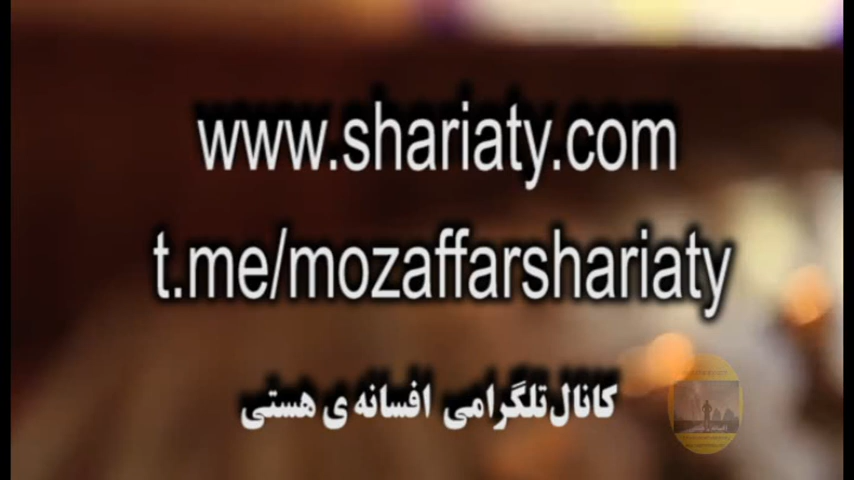 www.shariaty.com
t.me/mozaffarshariaty
کانال تلگرامی افسانه ی هستی